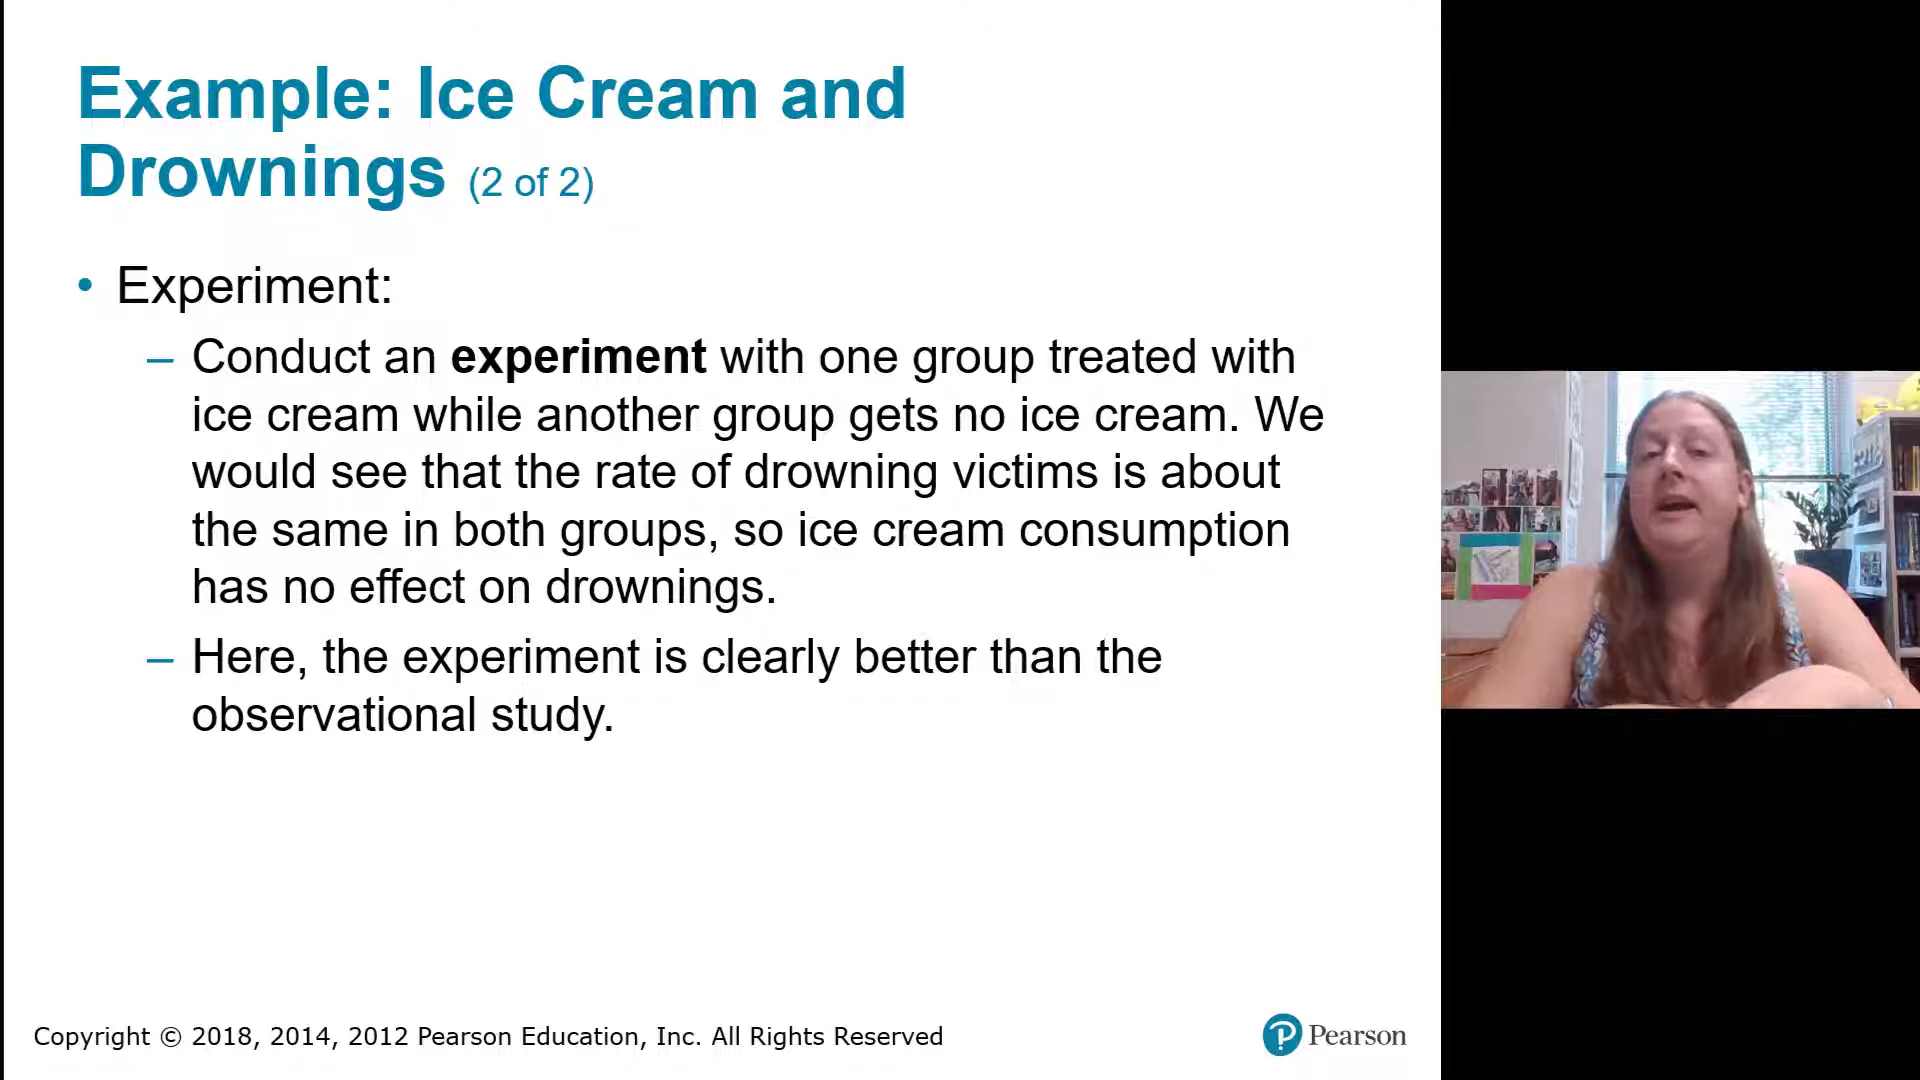 Example: Ice Cream and
Drownings (2 of 2)
• Experiment:
– Conduct an experiment with one group treated with
ice cream while another group gets no ice cream. We
would see that the rate of drowning victims is about
the same in both groups, so ice cream consumption
has no effect on drownings.
– Here, the experiment is clearly better than the
observational study.
Copyright © 2018, 2014, 2012 Pearson Education, Inc. All Rights Reserved
Pearson